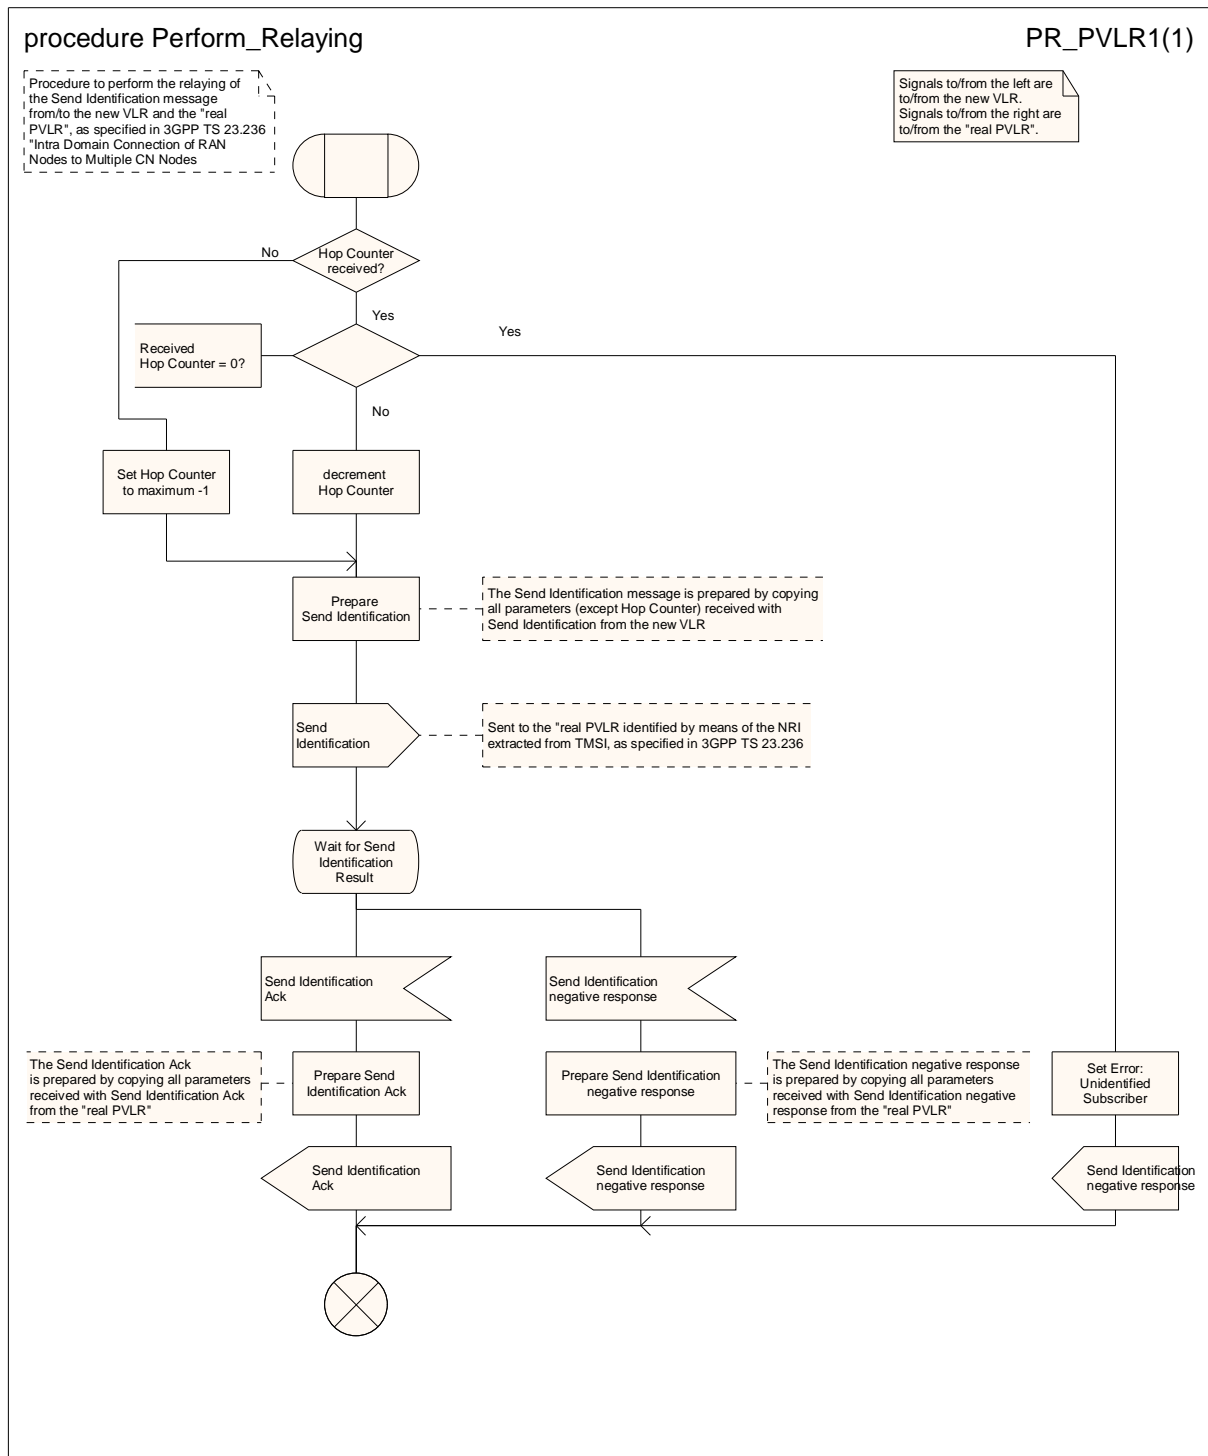 procedure Perform_Relaying
PR_PVLR1(1)
Procedure to perform the relaying of
the Send Identification message
from/to the new VLR and the "real
PVLR", as specified in 3GPP TS 23.236
"Intra Domain Connection of RAN
Nodes to Multiple CN Nodes
Signals to/from the left are
to/from the new VLR.
Signals to/from the right are
to/from the "real PVLR".
No
Hop Counter
received?
Yes
Yes
Received
Hop Counter = 0?
No
Set Hop Counter
to maximum -1
decrement
Hop Counter
Prepare
Send Identification
The Send Identification message is prepared by copying
all parameters (except Hop Counter) received with
Send Identification from the new VLR
Send
Identification
Sent to the "real PVLR identified by means of the NRI
extracted from TMSI, as specified in 3GPP TS 23.236
Wait for Send
Identification
Result
Send Identification
Ack
Send Identification
negative response
The Send Identification Ack
is prepared by copying all parameters
received with Send Identification Ack
from the "real PVLR"
Prepare Send
Identification Ack
Prepare Send Identification
negative response
The Send Identification negative response
is prepared by copying all parameters
received with Send Identification negative
response from the "real PVLR"
Set Error:
Unidentified
Subscriber
Send Identification
Ack
Send Identification
negative response
Send Identification
negative response